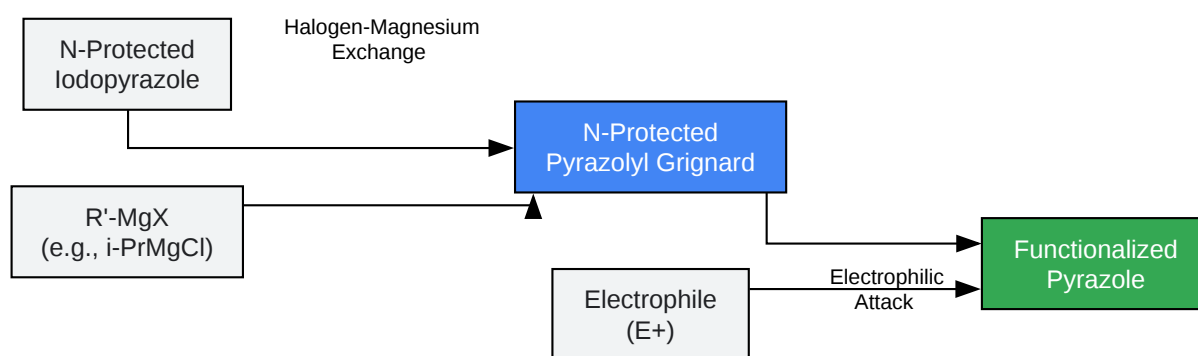 N-Protected
Iodopyrazole
Halogen-Magnesium
Exchange
N-Protected
Pyrazolyl Grignard
R'-MgX
(e.g., i-PrMgCl)
Functionalized
Pyrazole
Electrophile
(E+)
Electrophilic
Attack